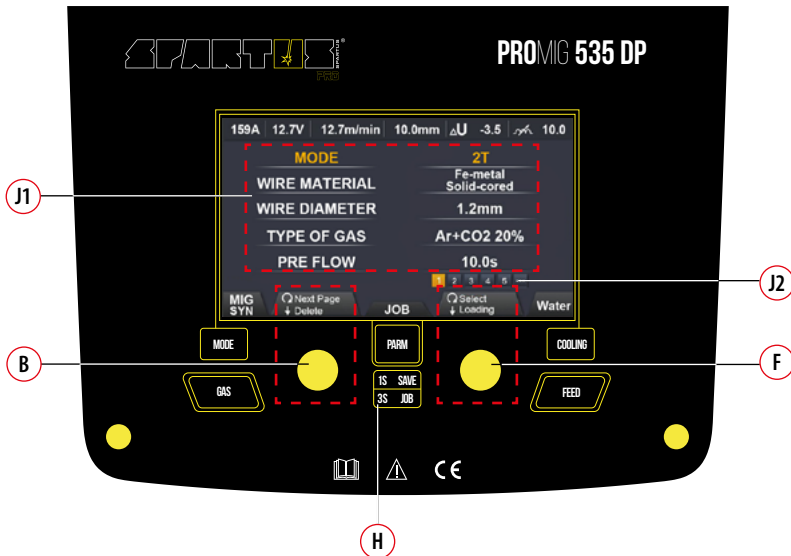 SPARTUS®
SPARTUS
PRO
PROMIG 535 DP
159A 12.7V 12.7m/min 10.0mm ΔU -3.5 10.0
MODE 2T
WIRE MATERIAL Fe-metal
Solid-cored
WIRE DIAMETER 1.2mm
TYPE OF GAS Ar+CO2 20%
PRE FLOW 10.0s
1 2 3 4 5 ...
MIG
SYN
Next Page
↓ Delete
JOB
Select
↓ Loading
Water
J1
J2
MODE
PARM
COOLING
B
F
GAS
1S SAVE
3S JOB
FEED
CE
H